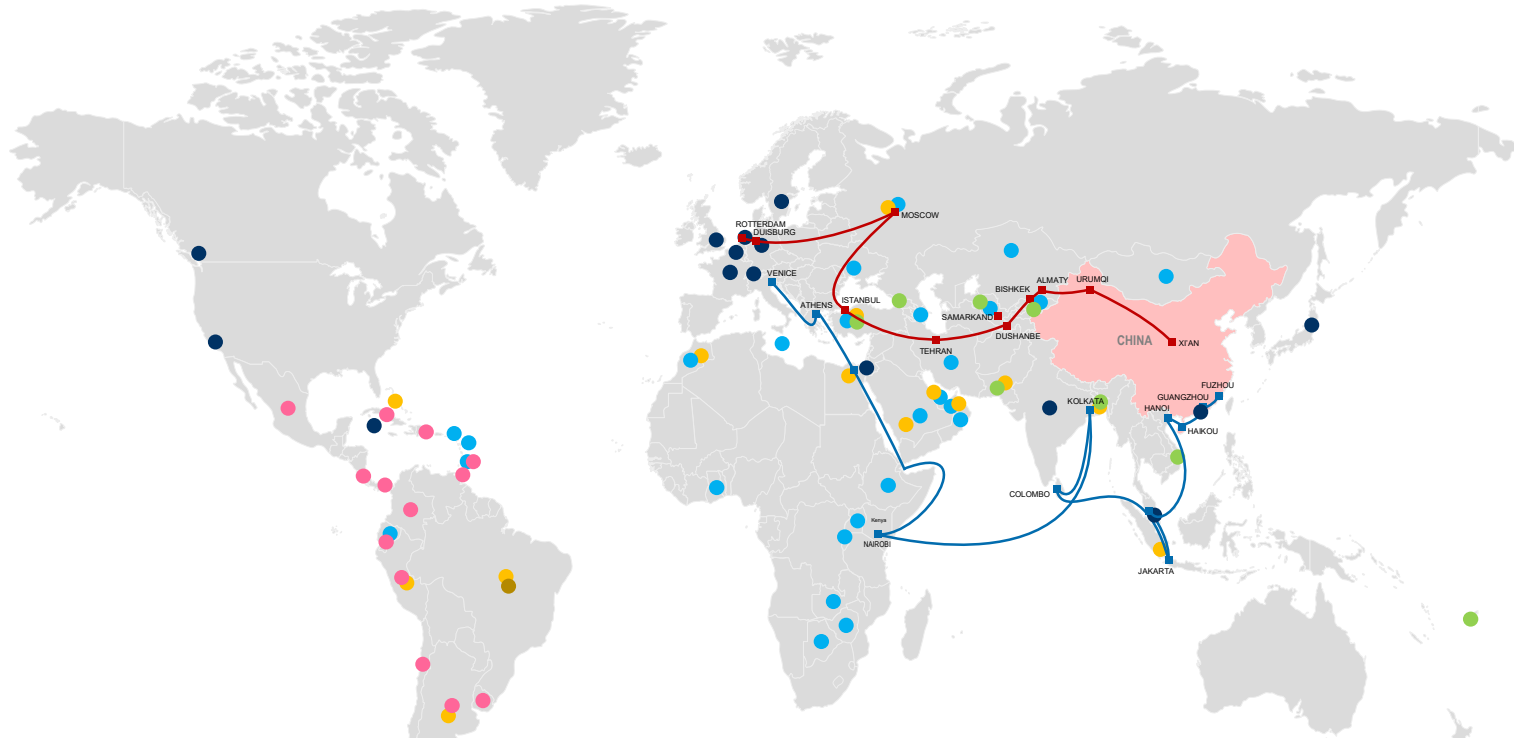 ROTTERDAM
DUISBURG
MOSCOW
VENICE
ATHENS
ISTANBUL
TEHRAN
SAMARKAND
DUSHANBE
BISHKEK
ALMATY
URUMQI
CHINA
XI'AN
FUZHOU
GUANGZHOU
HANOI
HAIKOU
KOLKATA
COLOMBO
Kenya
NAIROBI
JAKARTA